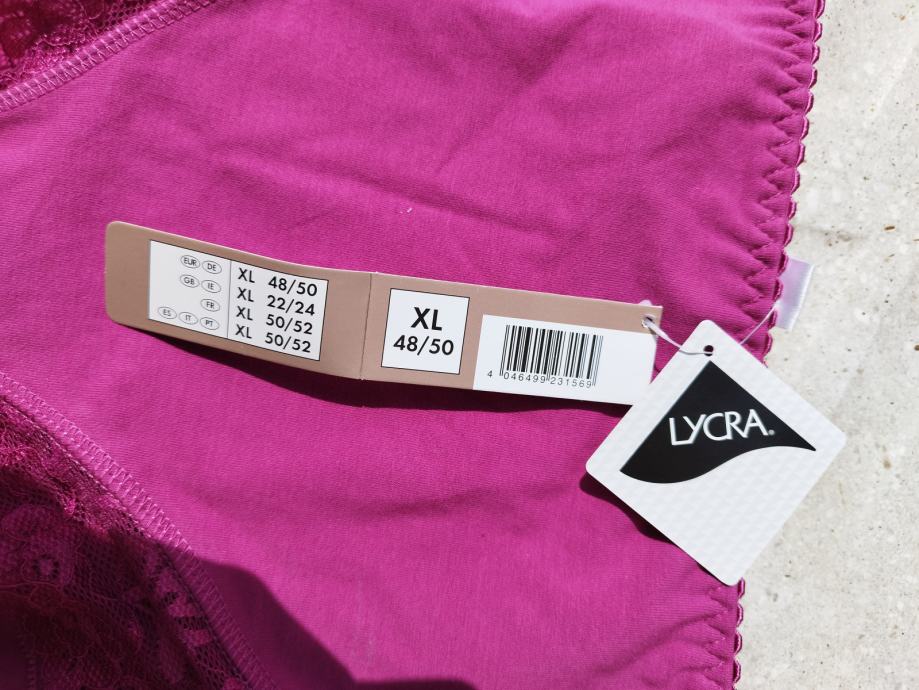 EUR DE XL 48/50
GB IE XL 22/24
FR XL 50/52
ES IT PT XL 50/52
XL
48/50
4 046499 231569
LYCRA®